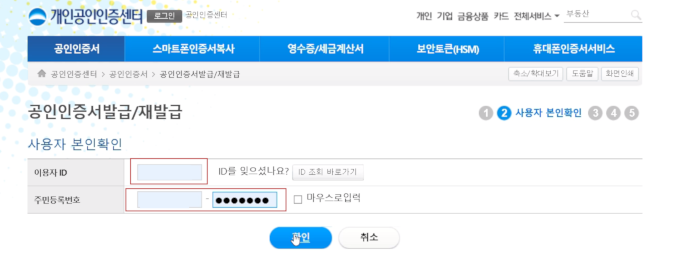 개인공인인증센터 로그인 공인인증센터 개인 기업 금융상품 카드 전체서비스 부동산
공인인증서 스마트폰인증서복사 영수증/세금계산서 보안토큰(HSM) 휴대폰인증서서비스
공인인증센터 > 공인인증서 > 공인인증서발급/재발급 축소/확대보기 도움말 화면인쇄
공인인증서발급/재발급 1 2 사용자 본인확인 3 4 5
사용자 본인확인
이용자 ID ID를 잊으셨나요? ID 조회 바로가기
주민등록번호 - ●●●●●●● 마우스로입력
확인 취소